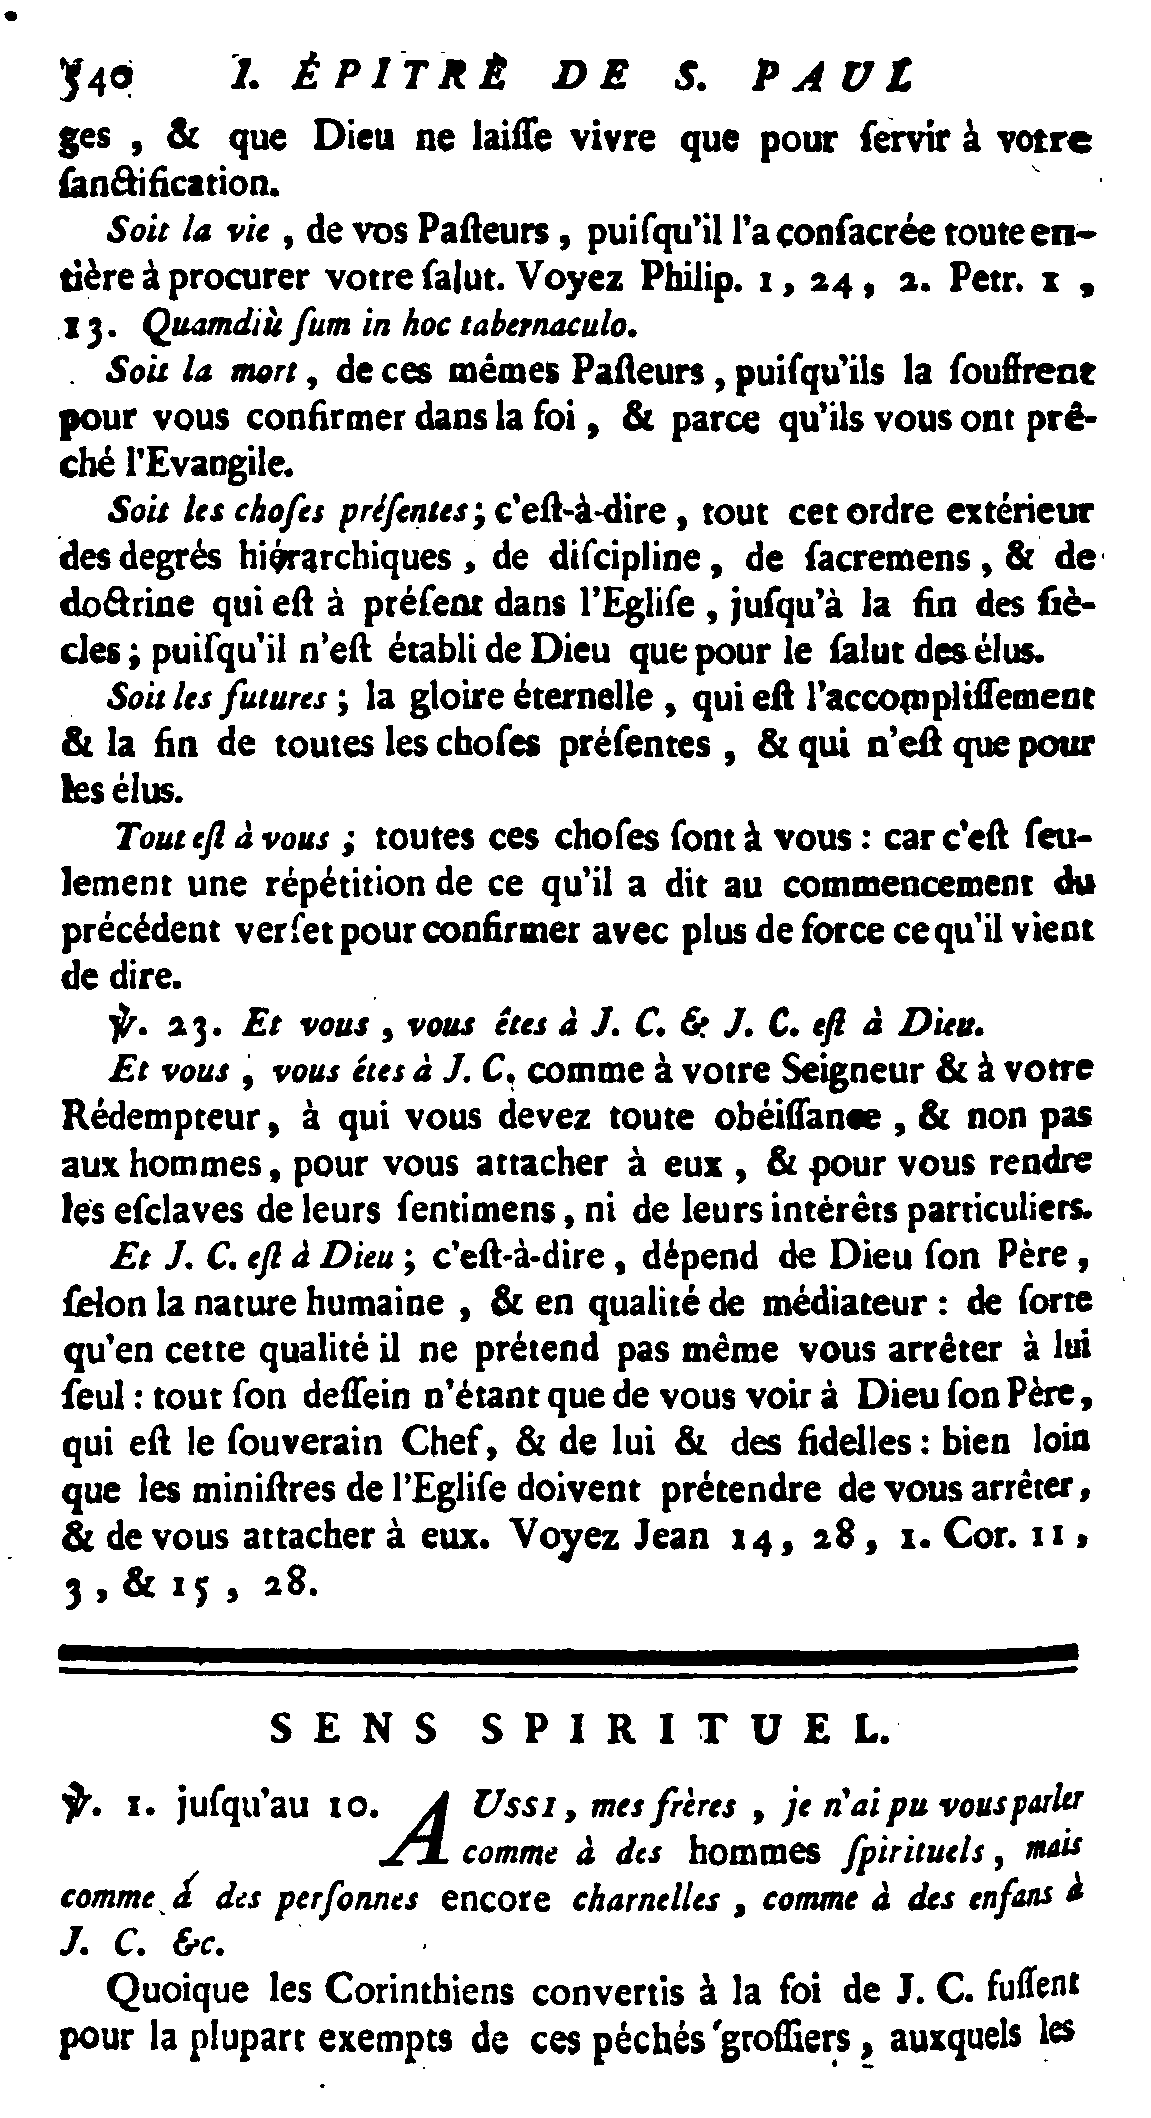 540 I. ÉPITRE DE S. PAUL
ges , & que Dieu ne laiſſe vivre que pour ſervir à votre
ſanctification.
Soit la vie , de vos Paſteurs , puiſqu'il l'a conſacrée toute en-
tière à procurer votre ſalut. Voyez Philip. 1 , 24 , 2. Petr. 1 ,
13. Quamdiù ſum in hoc tabernaculo.
Soit la mort , de ces mêmes Paſteurs , puiſqu'ils la ſouffrent
pour vous confirmer dans la foi , & parce qu'ils vous ont prê-
ché l'Evangile.
Soit les choſes préſentes ; c'eſt-à-dire , tout cet ordre extérieur
des degrés hiérarchiques , de diſcipline , de ſacremens , & de
doctrine qui eſt à préſent dans l'Egliſe , juſqu'à la fin des ſiè-
cles ; puiſqu'il n'eſt établi de Dieu que pour le ſalut des élus.
Soit les futures ; la gloire éternelle , qui eſt l'accompliſſement
& la fin de toutes les choſes préſentes , & qui n'eſt que pour
les élus.
Tout eſt à vous ; toutes ces choſes ſont à vous : car c'eſt ſeu-
lement une répétition de ce qu'il a dit au commencement du
précédent verſet pour confirmer avec plus de force ce qu'il vient
de dire.
℣. 23. Et vous , vous êtes à J. C. & J. C. eſt à Dieu.
Et vous , vous êtes à J. C. comme à votre Seigneur & à votre
Rédempteur , à qui vous devez toute obéiſſance , & non pas
aux hommes , pour vous attacher à eux , & pour vous rendre
les eſclaves de leurs ſentimens , ni de leurs intérêts particuliers.
Et J. C. eſt à Dieu ; c'eſt-à-dire , dépend de Dieu ſon Père ,
ſelon la nature humaine , & en qualité de médiateur : de ſorte
qu'en cette qualité il ne prétend pas même vous arrêter à lui
ſeul : tout ſon deſſein n'étant que de vous voir à Dieu ſon Père ,
qui eſt le ſouverain Chef , & de lui & des fidelles : bien loin
que les miniſtres de l'Egliſe doivent prétendre de vous arrêter ,
& de vous attacher à eux. Voyez Jean 14 , 28 , 1. Cor. 11 ,
3 , & 15 , 28.
SENS SPIRITUEL.
℣. 1. juſqu'au 10. AUSSI , mes frères , je n'ai pu vous parler
comme à des hommes ſpirituels , mais
comme á des perſonnes encore charnelles , comme à des enfans à
J. C. &c.
Quoique les Corinthiens convertis à la foi de J. C. fuſſent
pour la plupart exempts de ces péchés groſſiers , auxquels les